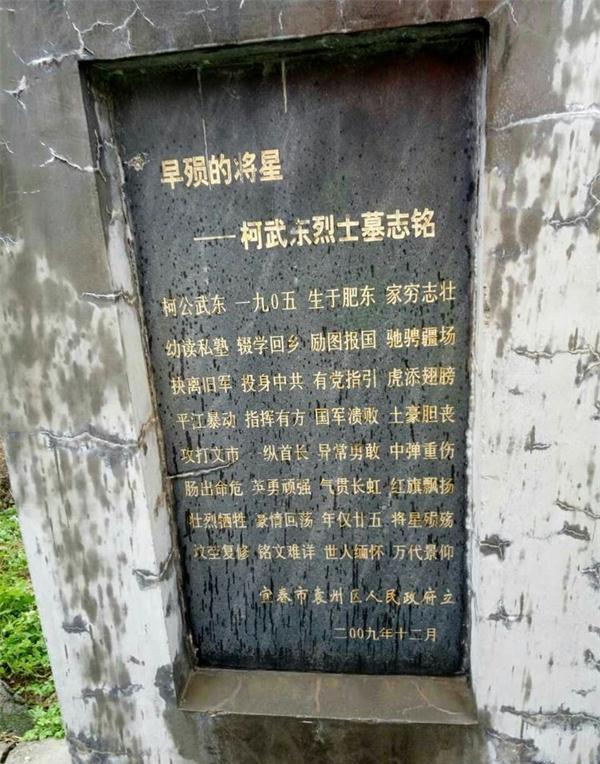 早殒的将星
——柯武东烈士墓志铭
柯公武东 一九0五 生于肥东 家穷志壮
幼读私塾 辍学回乡 励图报国 驰骋疆场
抉离旧军 投身中共 有党指引 虎添翅膀
平江暴动 指挥有方 国军溃败 土豪胆丧
攻打文市 一纵首长 异常勇敢 中弹重伤
肠出命危 英勇顽强 气贯长虹 红旗飘扬
壮烈牺牲 豪情回荡 年仅廿五 将星殒殇
政莅复修 铭文难详 世人缅怀 万代景仰
宜春市袁州区人民政府立
二00九年十二月